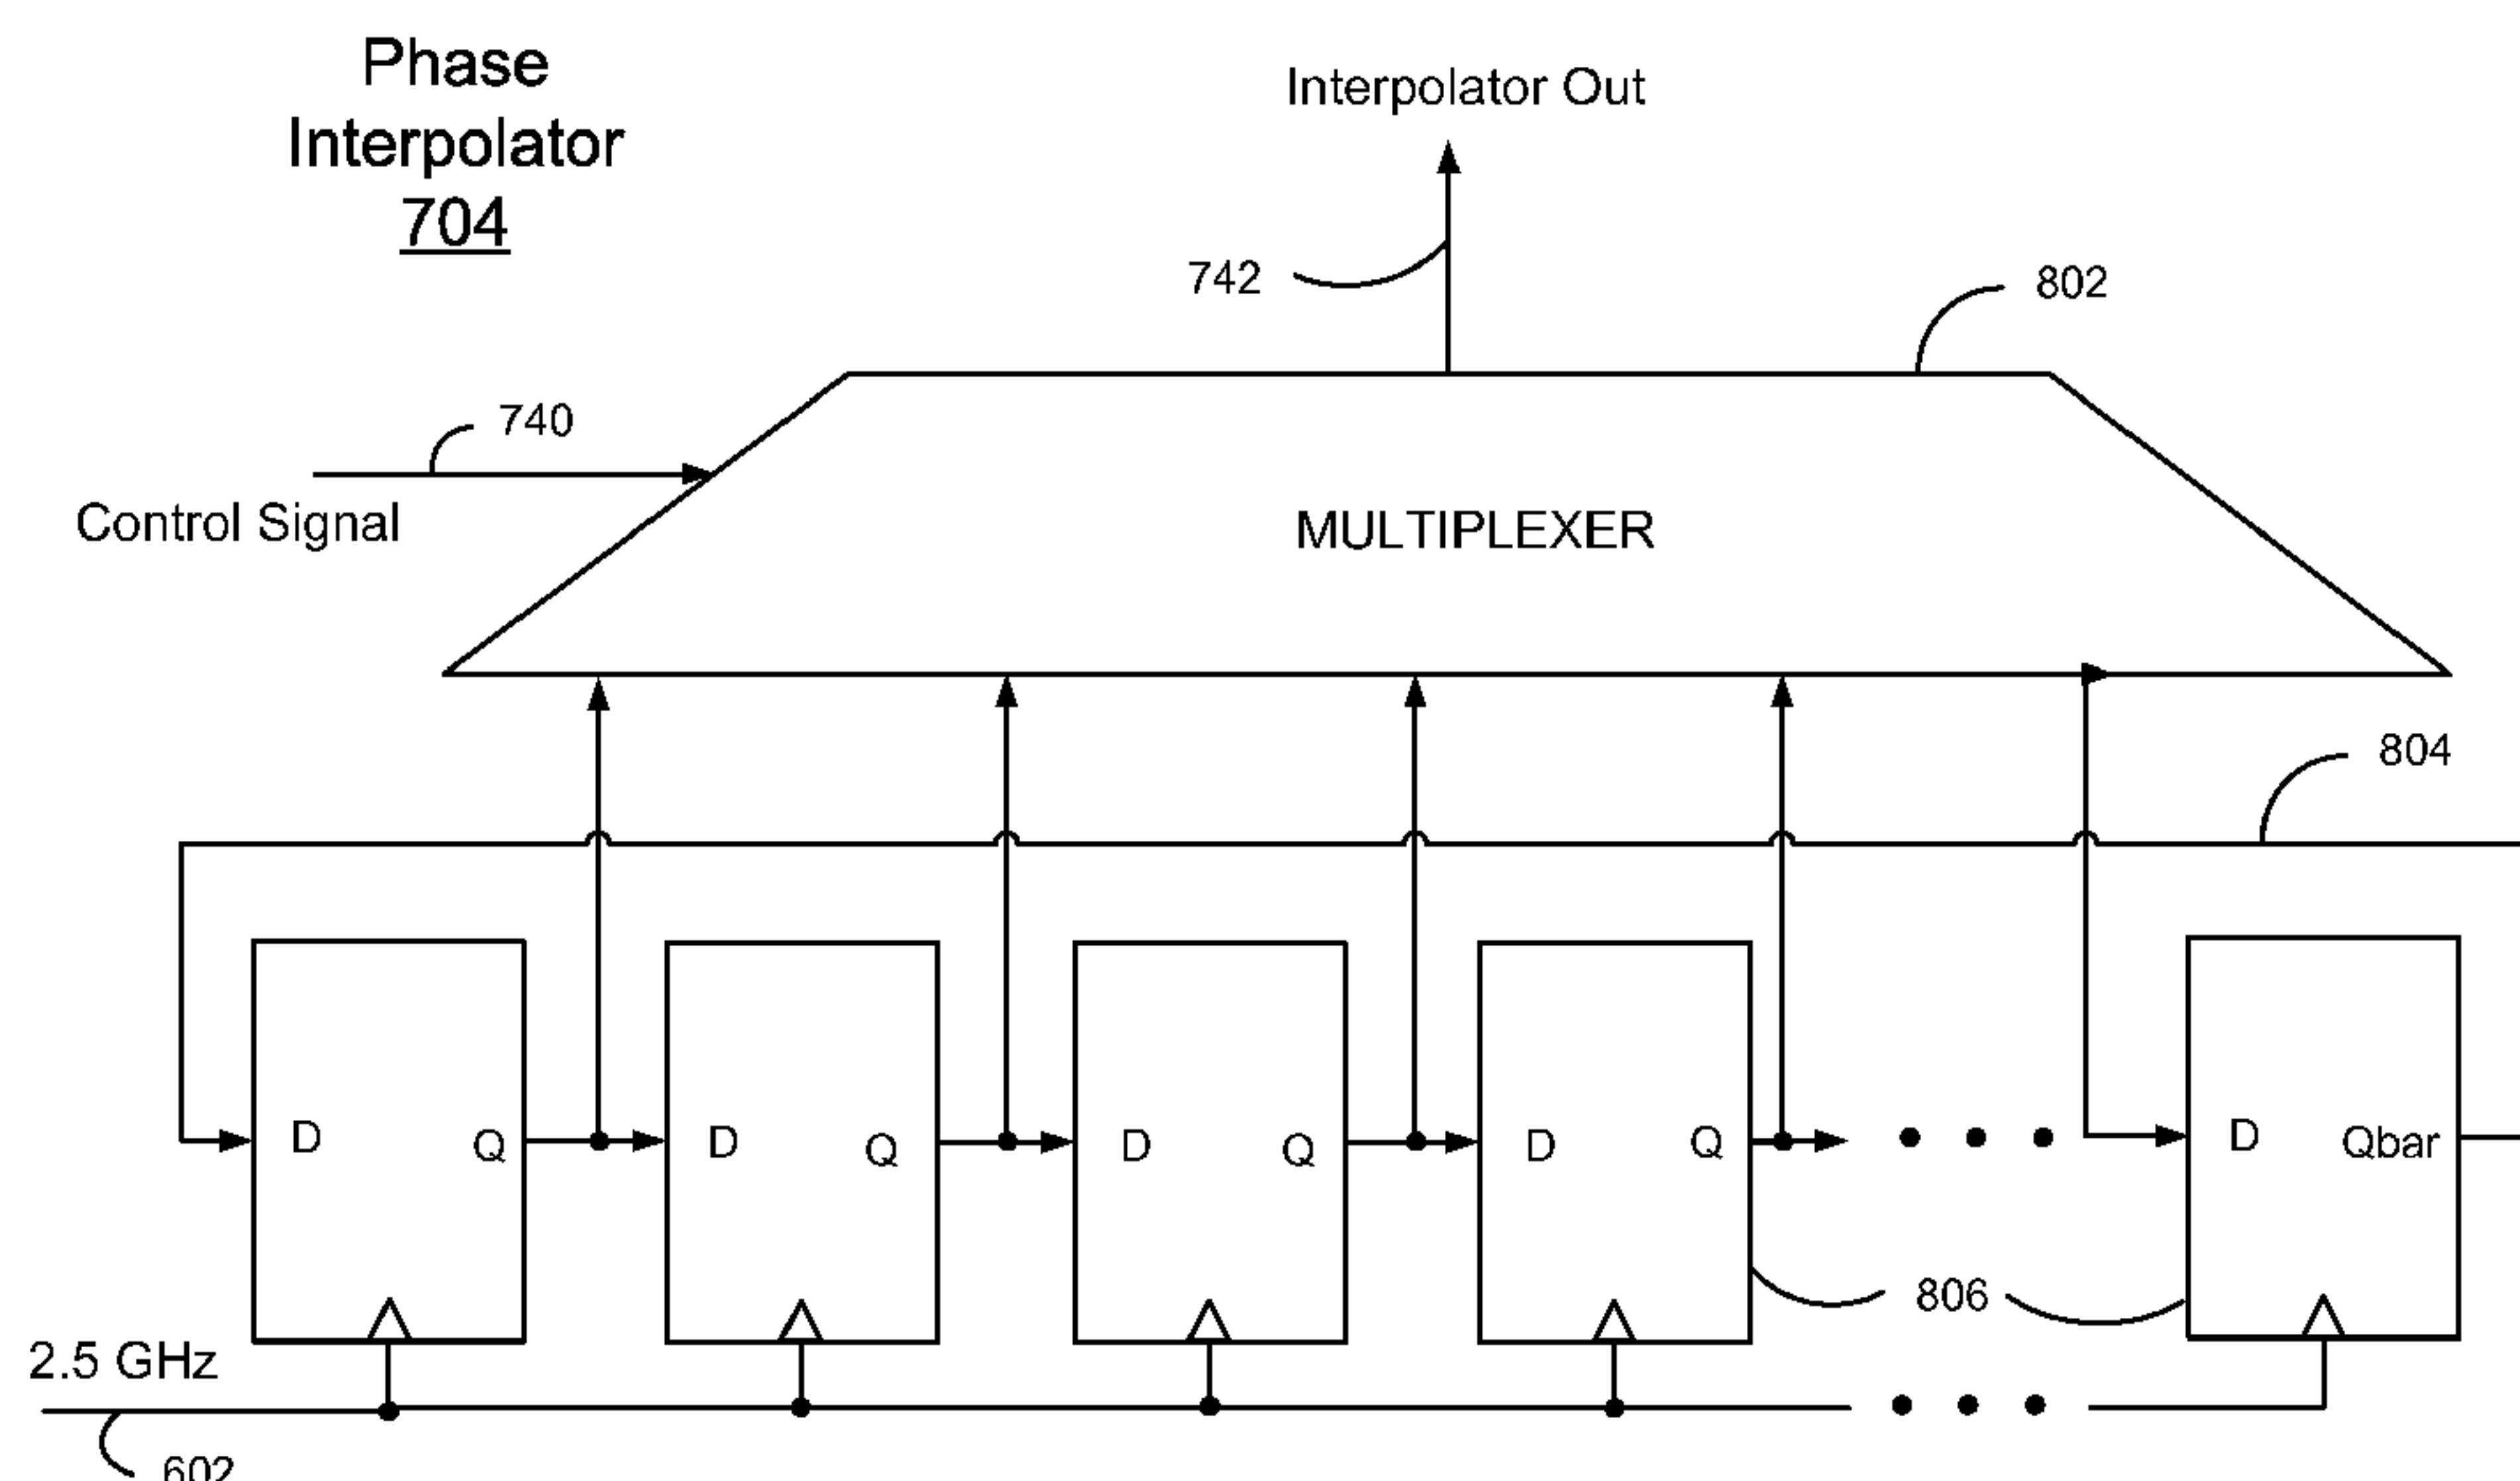 Phase
Interpolator
704
Interpolator Out
742
802
740
Control Signal
MULTIPLEXER
804
D Q D Q D Q D Q D Qbar
806
2.5 GHz
602